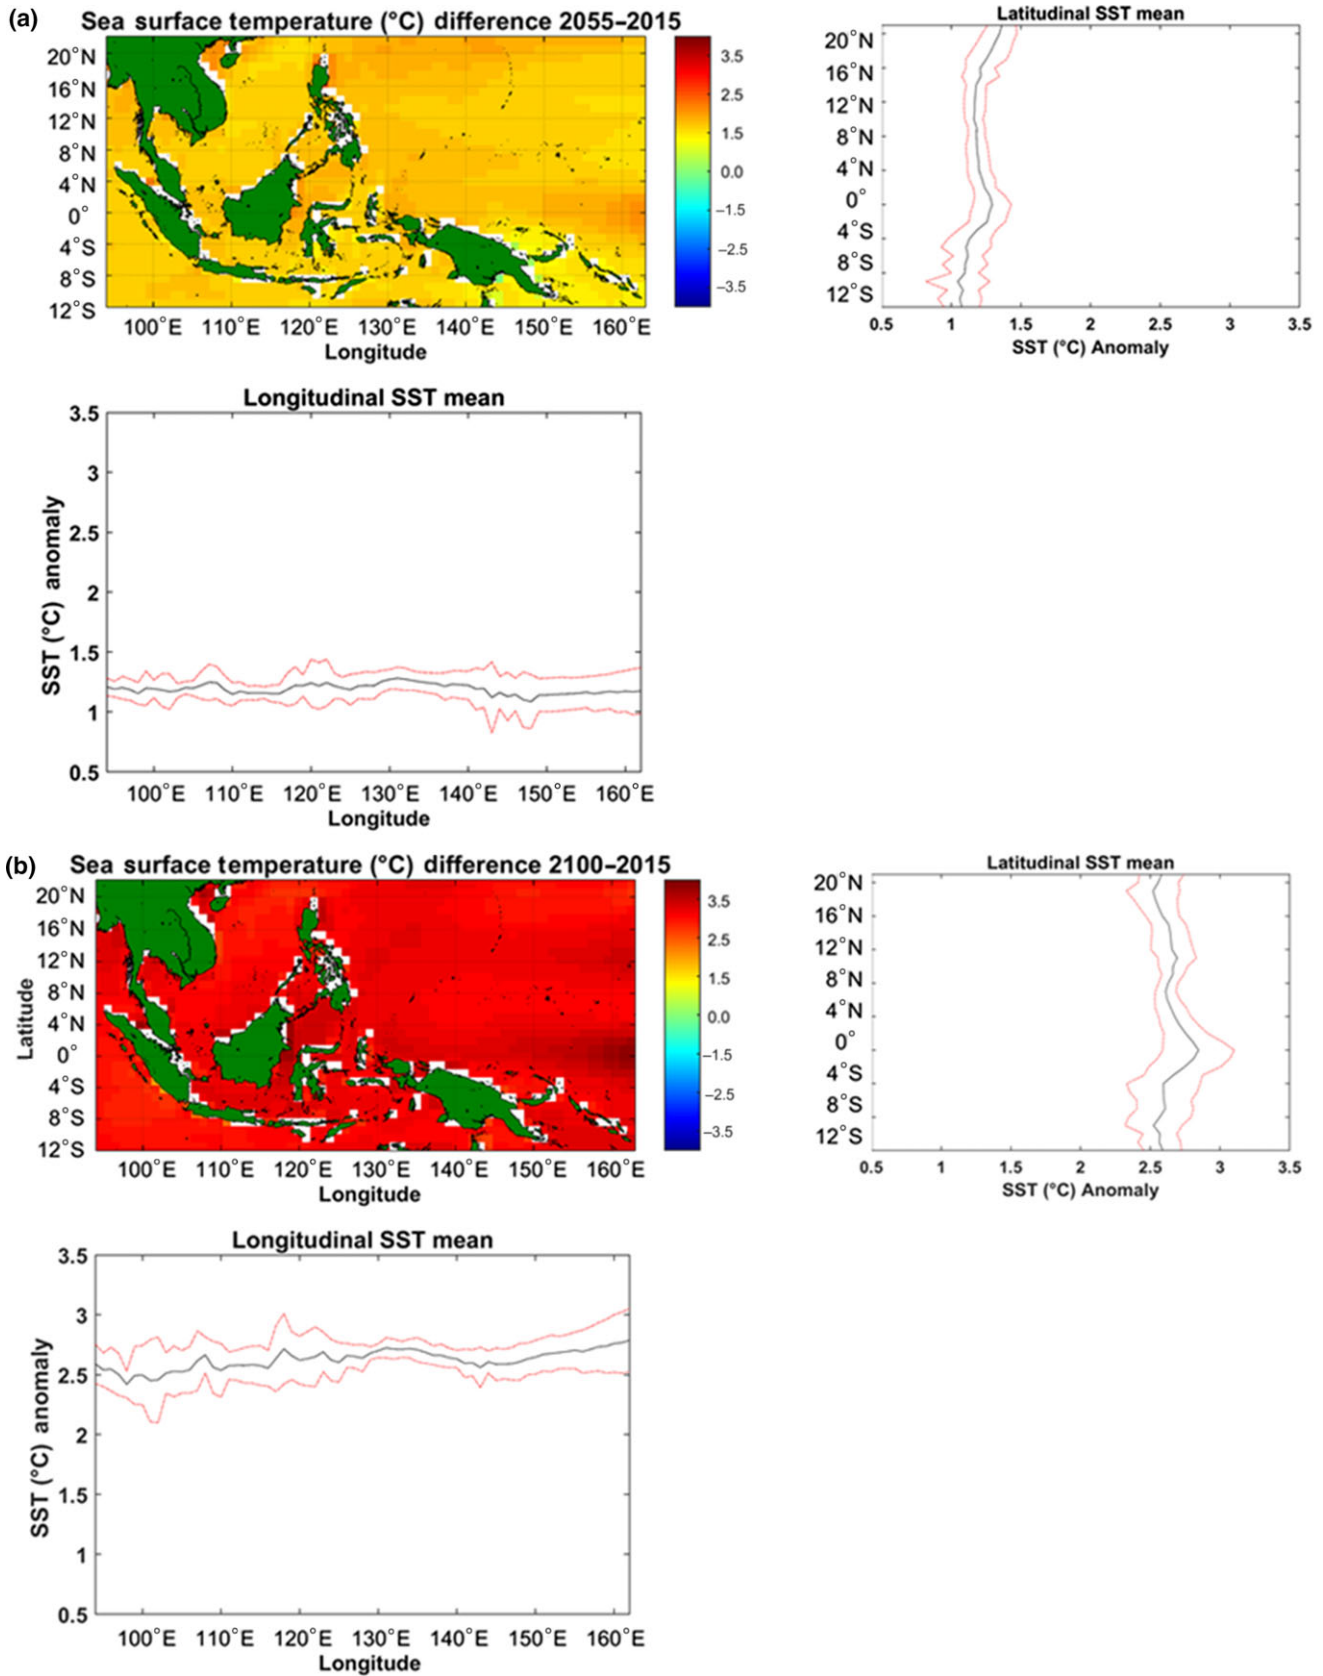 (a)
Sea surface temperature (°C) difference 2055–2015
20°N
16°N
12°N
8°N
4°N
0°
4°S
8°S
12°S
100°E 110°E 120°E 130°E 140°E 150°E 160°E
Longitude
3.5
2.5
1.5
0.0
−1.5
−2.5
−3.5
Latitudinal SST mean
20°N
16°N
12°N
8°N
4°N
0°
4°S
8°S
12°S
0.5 1 1.5 2 2.5 3 3.5
SST (°C) Anomaly
Longitudinal SST mean
SST (°C) anomaly
3.5
3
2.5
2
1.5
1
0.5
100°E 110°E 120°E 130°E 140°E 150°E 160°E
Longitude
(b)
Sea surface temperature (°C) difference 2100–2015
Latitude
20°N
16°N
12°N
8°N
4°N
0°
4°S
8°S
12°S
100°E 110°E 120°E 130°E 140°E 150°E 160°E
Longitude
3.5
2.5
1.5
0.0
−1.5
−2.5
−3.5
Latitudinal SST mean
20°N
16°N
12°N
8°N
4°N
0°
4°S
8°S
12°S
0.5 1 1.5 2 2.5 3 3.5
SST (°C) Anomaly
Longitudinal SST mean
SST (°C) anomaly
3.5
3
2.5
2
1.5
1
0.5
100°E 110°E 120°E 130°E 140°E 150°E 160°E
Longitude